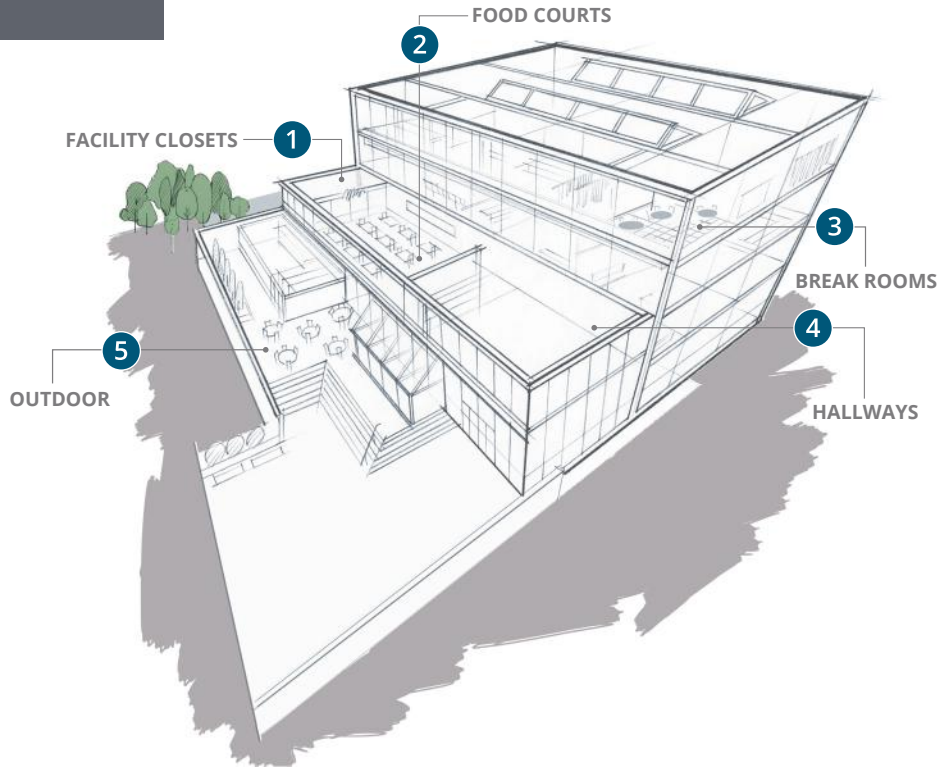 FOOD COURTS
2
FACILITY CLOSETS
1
3
BREAK ROOMS
4
HALLWAYS
5
OUTDOOR